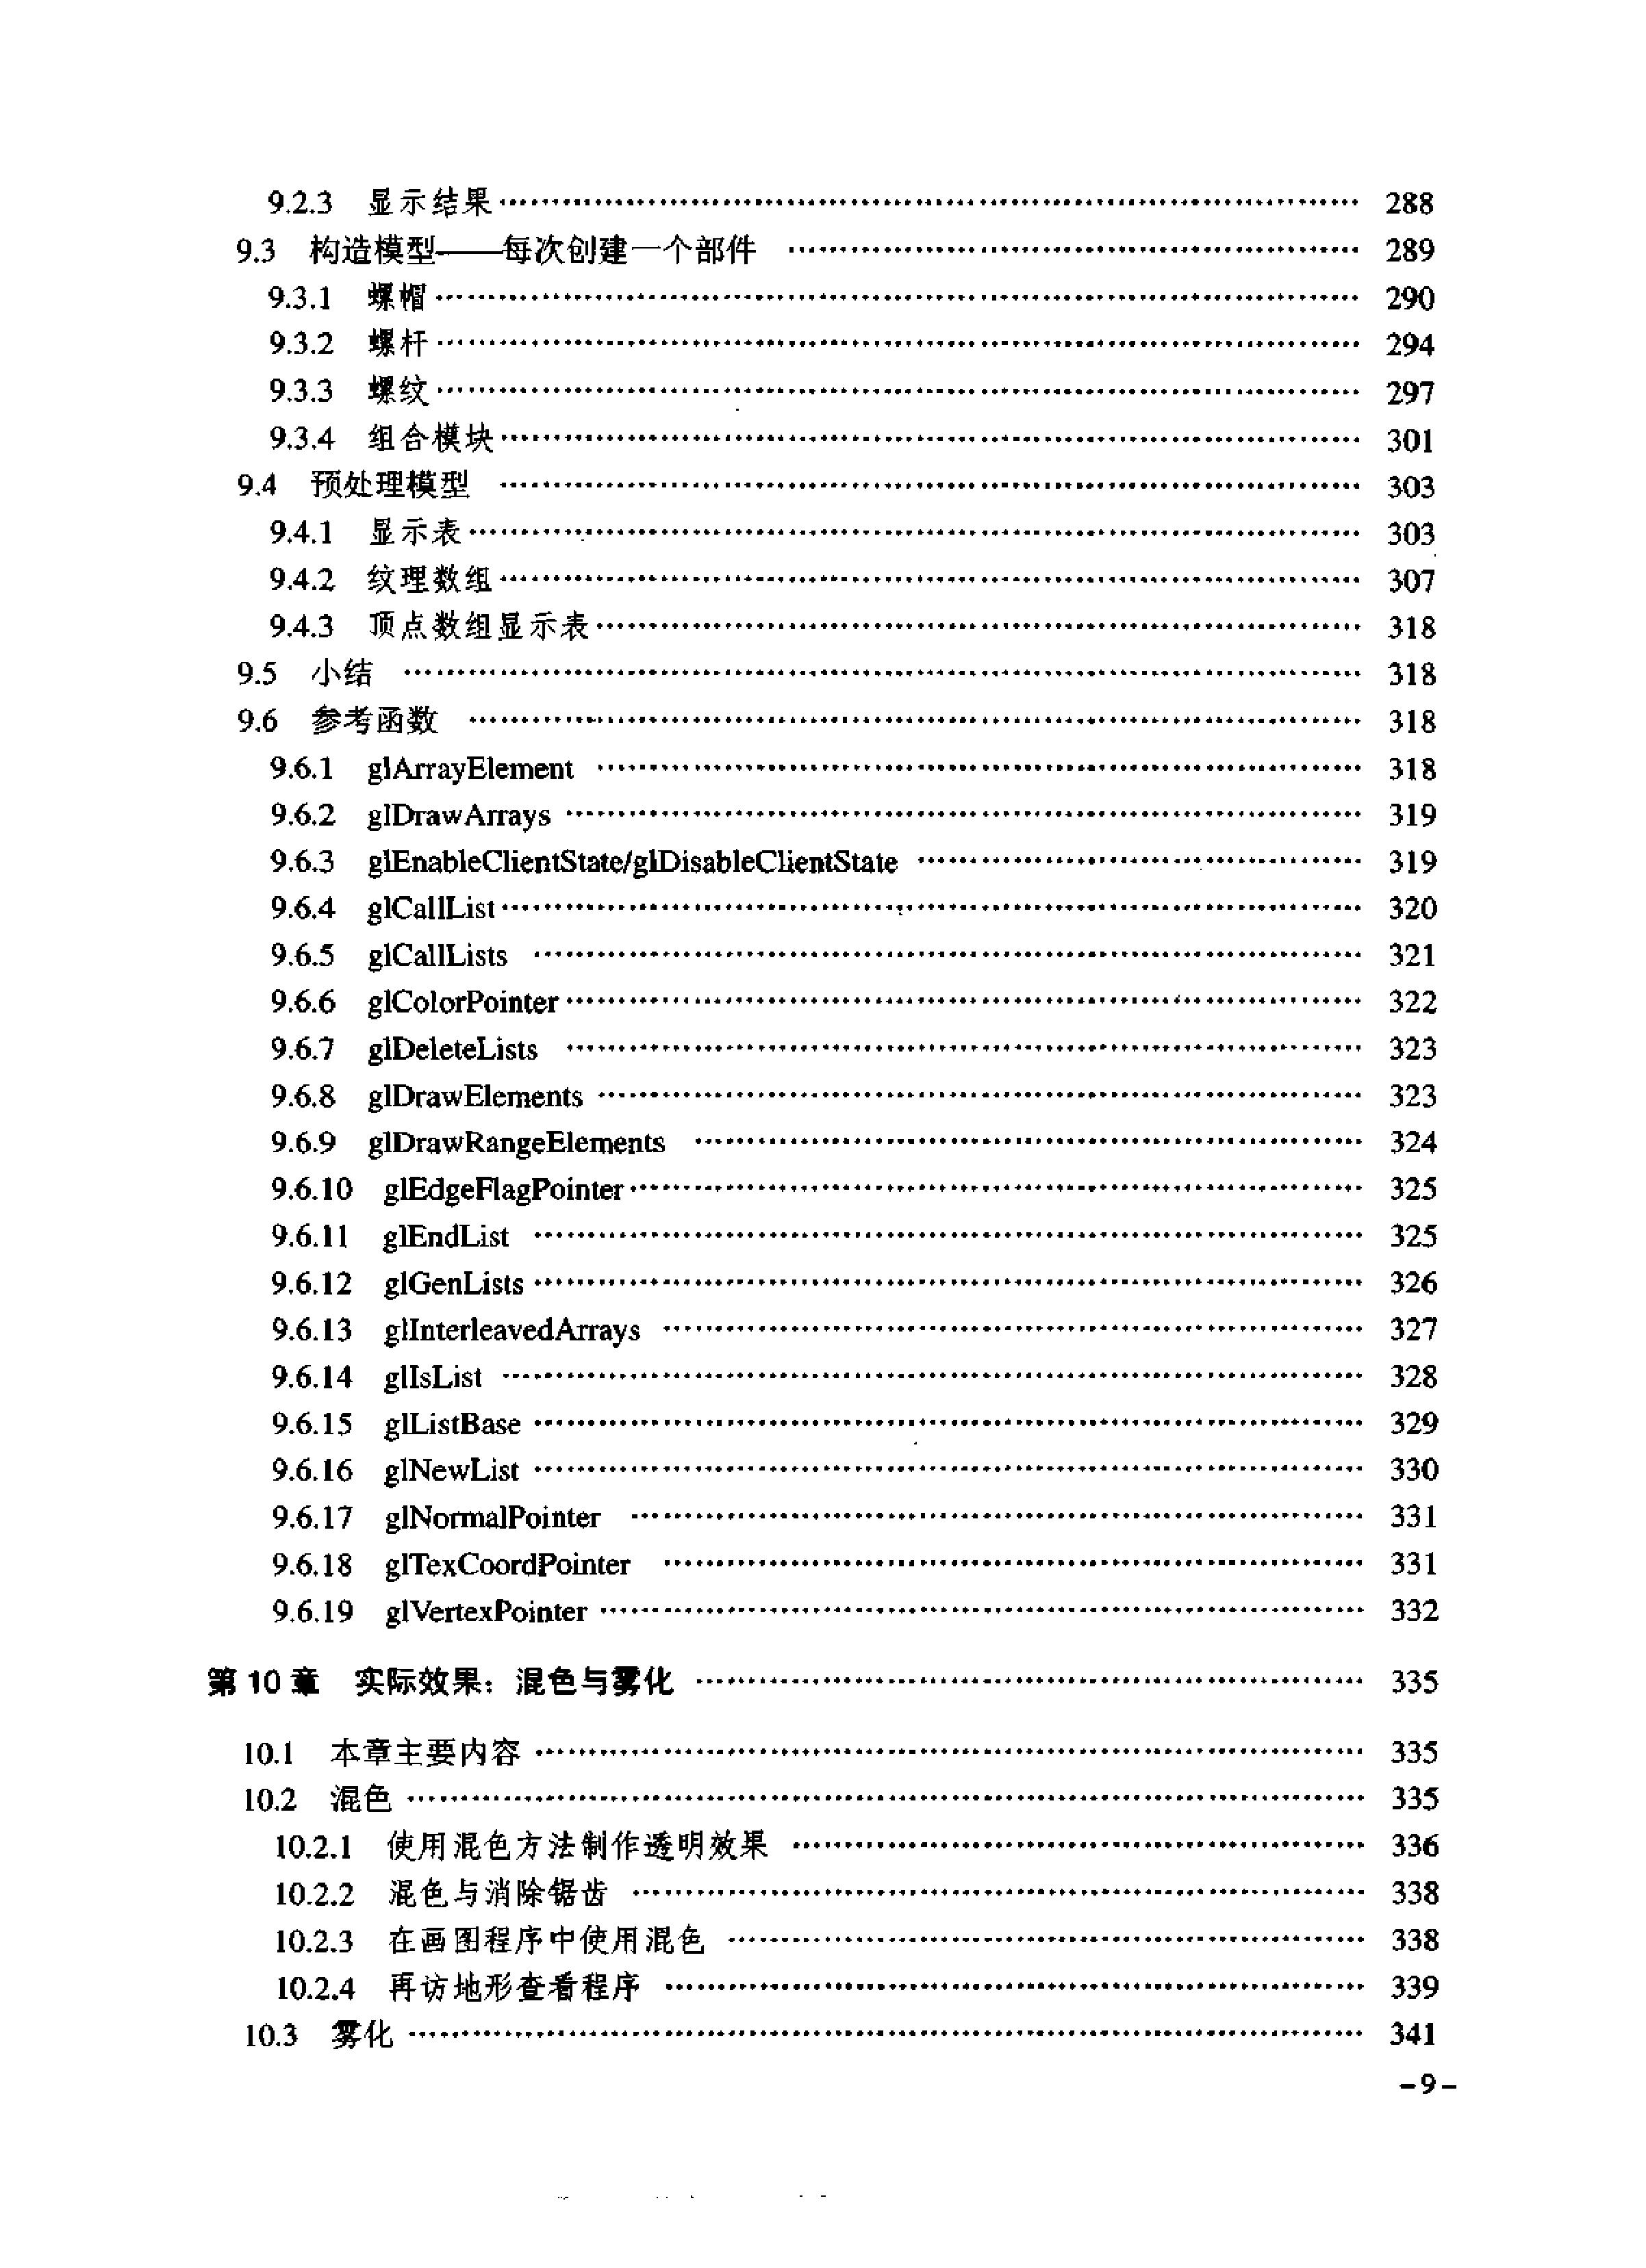 9.2.3 显示结果 …… 288
9.3 构造模型——每次创建一个部件 …… 289
9.3.1 螺帽 …… 290
9.3.2 螺杆 …… 294
9.3.3 螺纹 …… 297
9.3.4 组合模块 …… 301
9.4 预处理模型 …… 303
9.4.1 显示表 …… 303
9.4.2 纹理数组 …… 307
9.4.3 顶点数组显示表 …… 318
9.5 小结 …… 318
9.6 参考函数 …… 318
9.6.1 glArrayElement …… 318
9.6.2 glDrawArrays …… 319
9.6.3 glEnableClientState/glDisableClientState …… 319
9.6.4 glCallList …… 320
9.6.5 glCallLists …… 321
9.6.6 glColorPointer …… 322
9.6.7 glDeleteLists …… 323
9.6.8 glDrawElements …… 323
9.6.9 glDrawRangeElements …… 324
9.6.10 glEdgeFlagPointer …… 325
9.6.11 glEndList …… 325
9.6.12 glGenLists …… 326
9.6.13 glInterleavedArrays …… 327
9.6.14 glIsList …… 328
9.6.15 glListBase …… 329
9.6.16 glNewList …… 330
9.6.17 glNormalPointer …… 331
9.6.18 glTexCoordPointer …… 331
9.6.19 glVertexPointer …… 332
第 10 章 实际效果：混色与雾化 …… 335
10.1 本章主要内容 …… 335
10.2 混色 …… 335
10.2.1 使用混色方法制作透明效果 …… 336
10.2.2 混色与消除锯齿 …… 338
10.2.3 在画图程序中使用混色 …… 338
10.2.4 再访地形查看程序 …… 339
10.3 雾化 …… 341
-9-